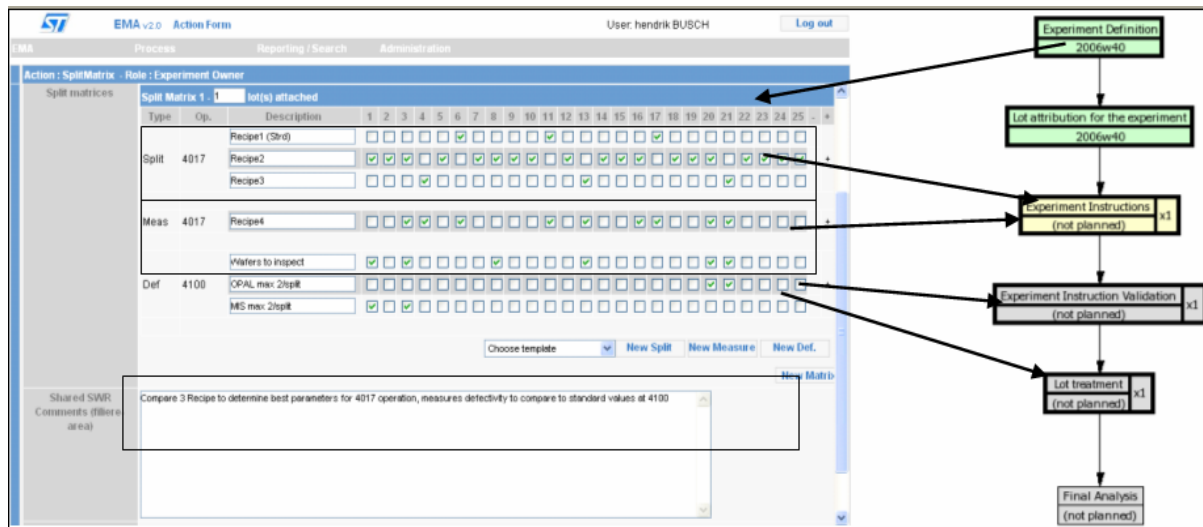 ST EMA v2.0 Action Form User: hendrik BUSCH Log out
EMA Process Reporting / Search Administration
Action : SplitMatrix - Role : Experiment Owner
Split matrices
Split Matrix 1 - 1 lot(s) attached
Type Op. Description 1 2 3 4 5 6 7 8 9 10 11 12 13 14 15 16 17 18 19 20 21 22 23 24 25 - +
Recipe1 (Strd)
Split 4017 Recipe2 +
Recipe3
Meas 4017 Recipe4 +
Wafers to inspect
Def 4100 OPAL max 2/split +
MIS max 2/split
Choose template New Split New Measure New Def.
New Matrix
Shared SWR
Comments (filiere
area)
Compare 3 Recipe to determine best parameters for 4017 operation, measures defectivity to compare to standard values at 4100
Experiment Definition
2006w40
Lot attribution for the experiment
2006w40
Experiment Instructions x1
(not planned)
Experiment Instruction Validation x1
(not planned)
Lot treatment x1
(not planned)
Final Analysis
(not planned)